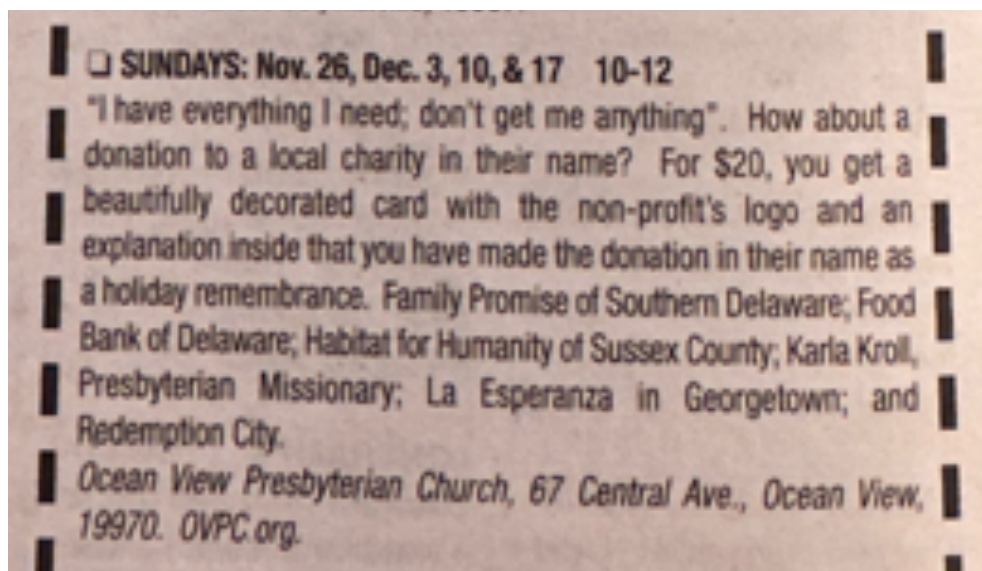 ❏ SUNDAYS: Nov. 26, Dec. 3, 10, & 17 10-12
"I have everything I need; don't get me anything". How about a
donation to a local charity in their name? For $20, you get a
beautifully decorated card with the non-profit's logo and an
explanation inside that you have made the donation in their name as
a holiday remembrance. Family Promise of Southern Delaware; Food
Bank of Delaware; Habitat for Humanity of Sussex County; Karla Kroll,
Presbyterian Missionary; La Esperanza in Georgetown; and
Redemption City.
Ocean View Presbyterian Church, 67 Central Ave., Ocean View,
19970. OVPC.org.